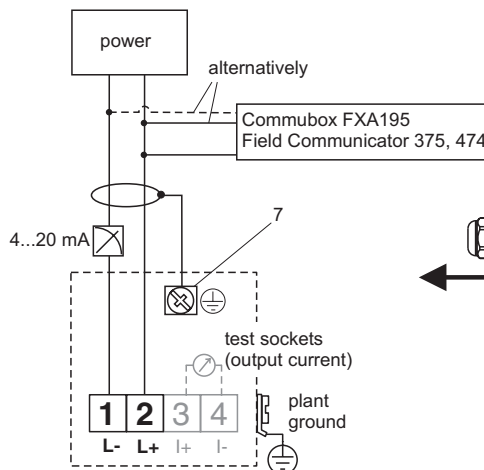 power
alternatively
Commubox FXA195
Field Communicator 375, 474
7
4...20 mA
test sockets
(output current)
1 2 3 4
L- L+ I+ I-
plant
ground